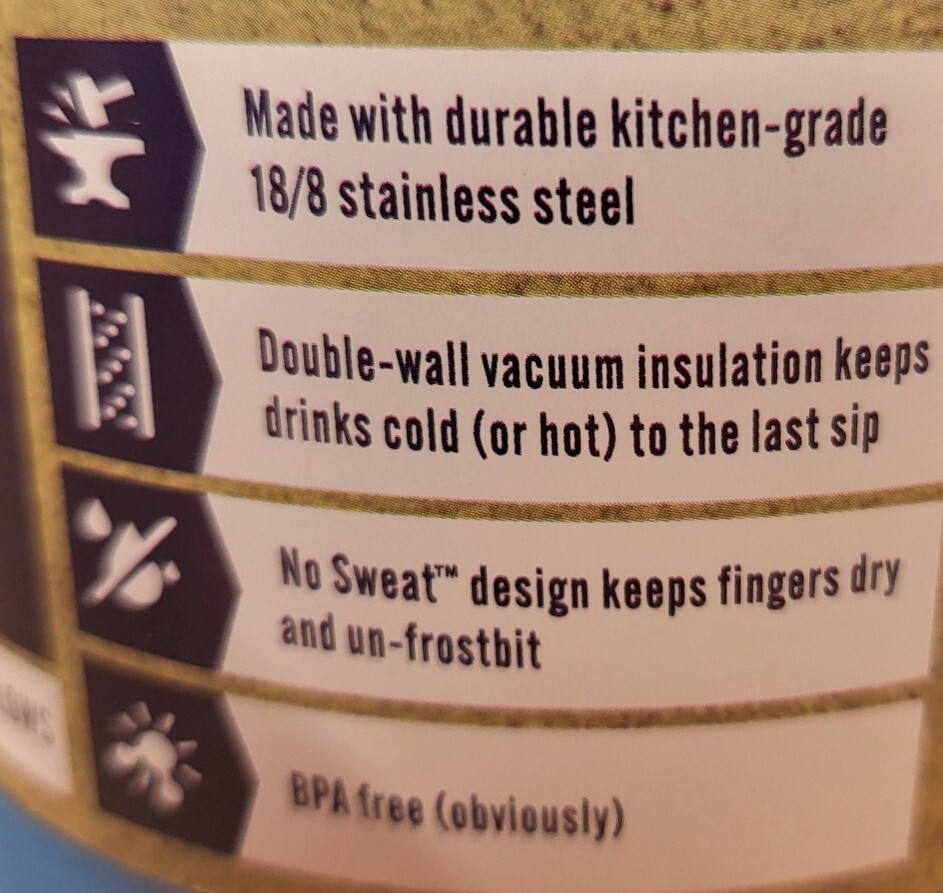 Made with durable kitchen-grade
18/8 stainless steel
Double-wall vacuum insulation keeps
drinks cold (or hot) to the last sip
No Sweat™ design keeps fingers dry
and un-frostbit
BPA free (obviously)